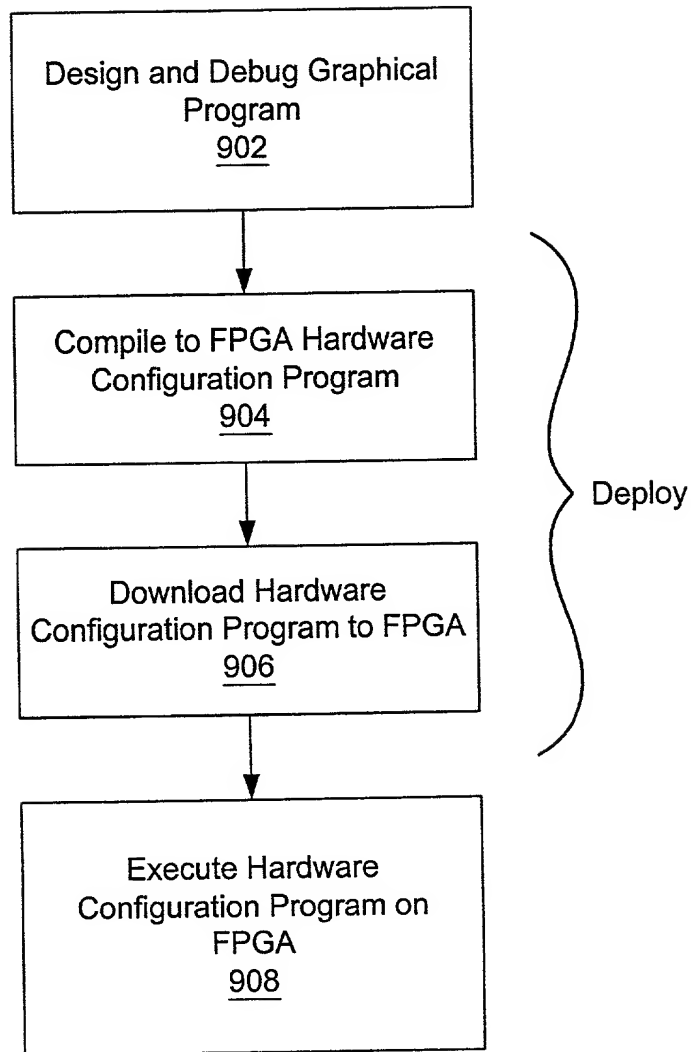 Design and Debug Graphical
Program
902
Compile to FPGA Hardware
Configuration Program
904
Deploy
Download Hardware
Configuration Program to FPGA
906
Execute Hardware
Configuration Program on
FPGA
908